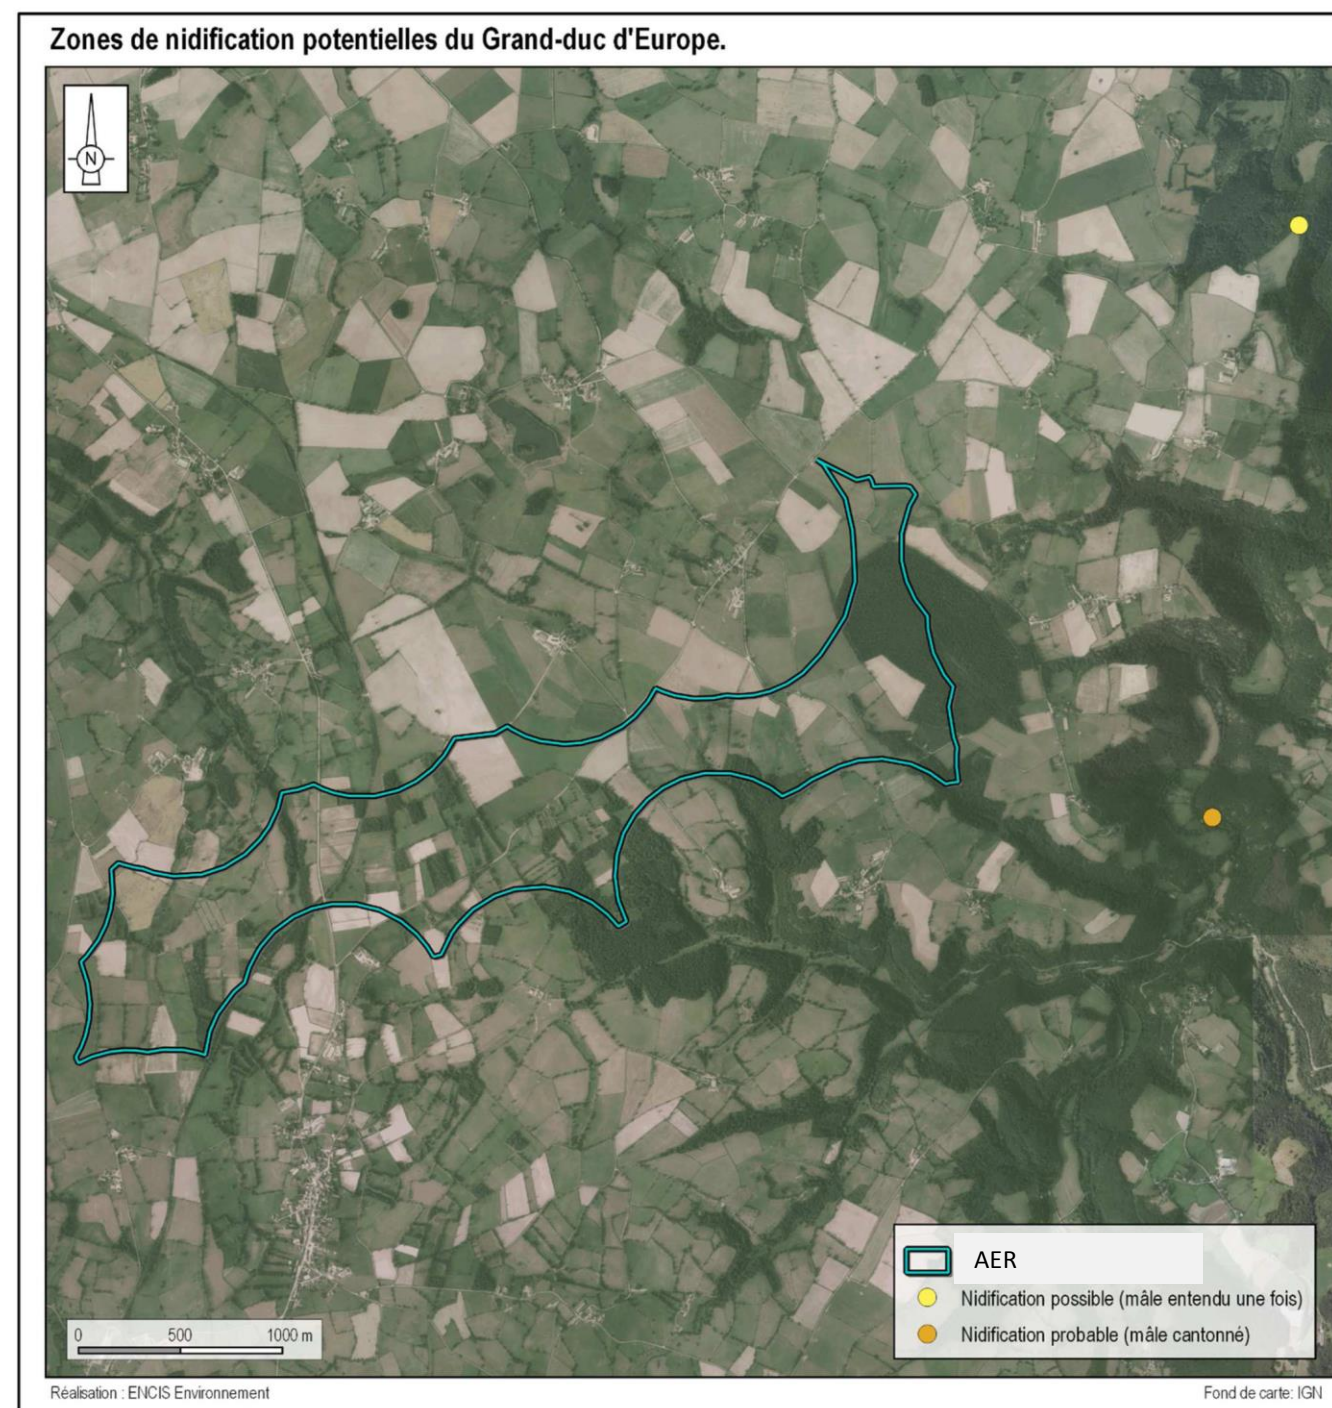 Zones de nidification potentielles du Grand-duc d'Europe.
N
AER
Nidification possible (mâle entendu une fois)
Nidification probable (mâle cantonné)
0 500 1000 m
Réalisation : ENCIS Environnement
Fond de carte: IGN